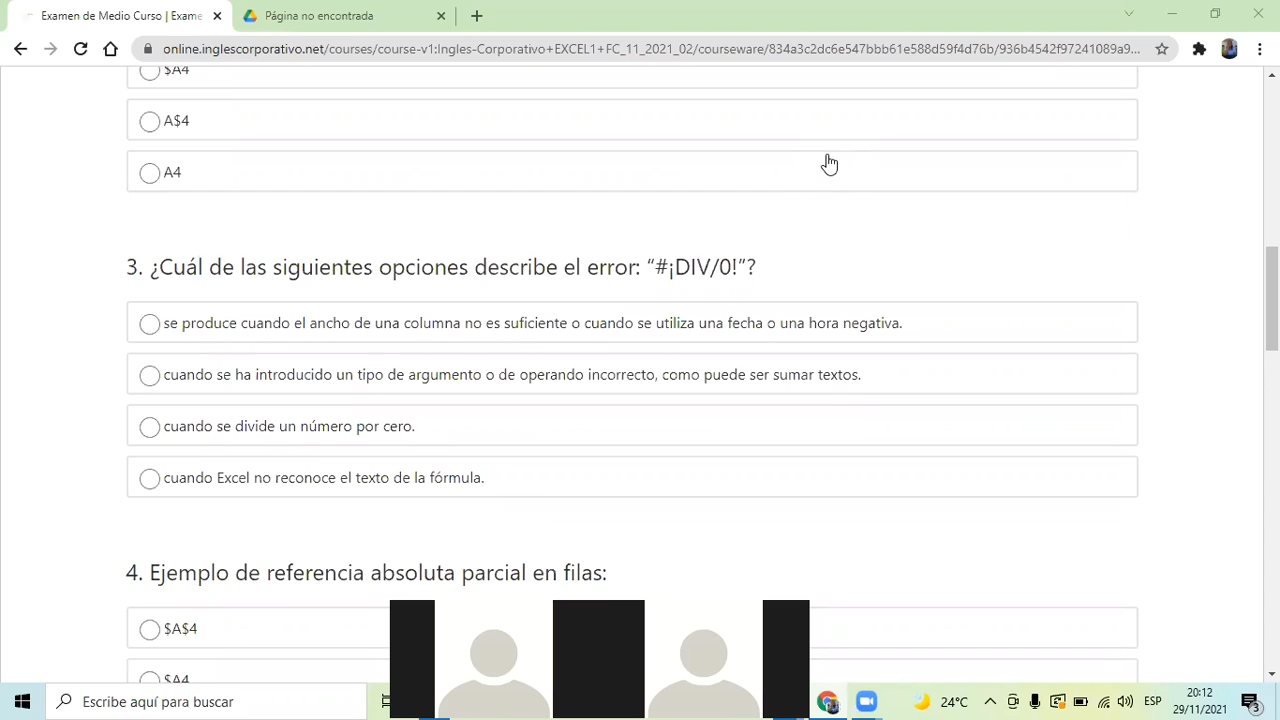 Examen de Medio Curso | Exame
Página no encontrada
online.inglescorporativo.net/courses/course-v1:Ingles-Corporativo+EXCEL1+FC_11_2021_02/courseware/834a3c2dc6e547bbb61e588d59f4d76b/936b4542f97241089a9...
$A4
A$4
A4
3. ¿Cuál de las siguientes opciones describe el error: “#¡DIV/0!”?
se produce cuando el ancho de una columna no es suficiente o cuando se utiliza una fecha o una hora negativa.
cuando se ha introducido un tipo de argumento o de operando incorrecto, como puede ser sumar textos.
cuando se divide un número por cero.
cuando Excel no reconoce el texto de la fórmula.
4. Ejemplo de referencia absoluta parcial en filas:
$A$4
$A4
Escribe aquí para buscar
24°C
ESP
20:12
29/11/2021
3